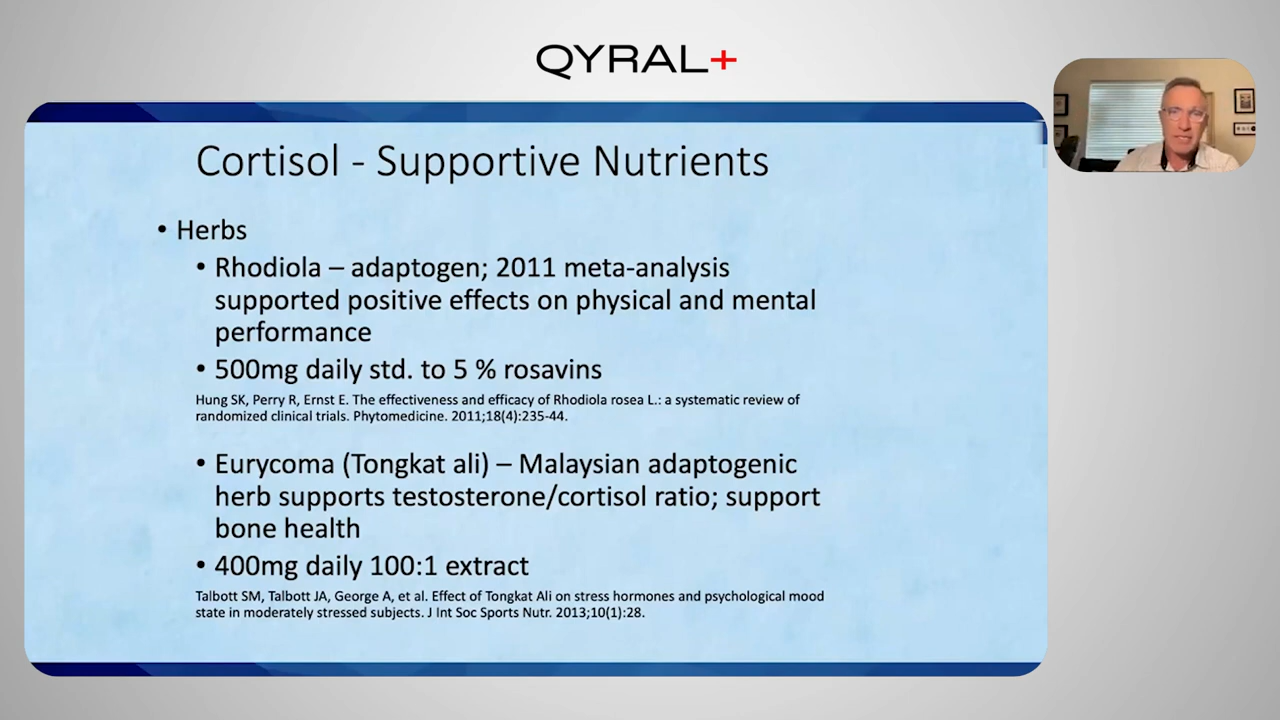 QYRAL+
Cortisol - Supportive Nutrients
• Herbs
• Rhodiola – adaptogen; 2011 meta-analysis
supported positive effects on physical and mental
performance
• 500mg daily std. to 5 % rosavins
Hung SK, Perry R, Ernst E. The effectiveness and efficacy of Rhodiola rosea L.: a systematic review of
randomized clinical trials. Phytomedicine. 2011;18(4):235-44.
• Eurycoma (Tongkat ali) – Malaysian adaptogenic
herb supports testosterone/cortisol ratio; support
bone health
• 400mg daily 100:1 extract
Talbott SM, Talbott JA, George A, et al. Effect of Tongkat Ali on stress hormones and psychological mood
state in moderately stressed subjects. J Int Soc Sports Nutr. 2013;10(1):28.